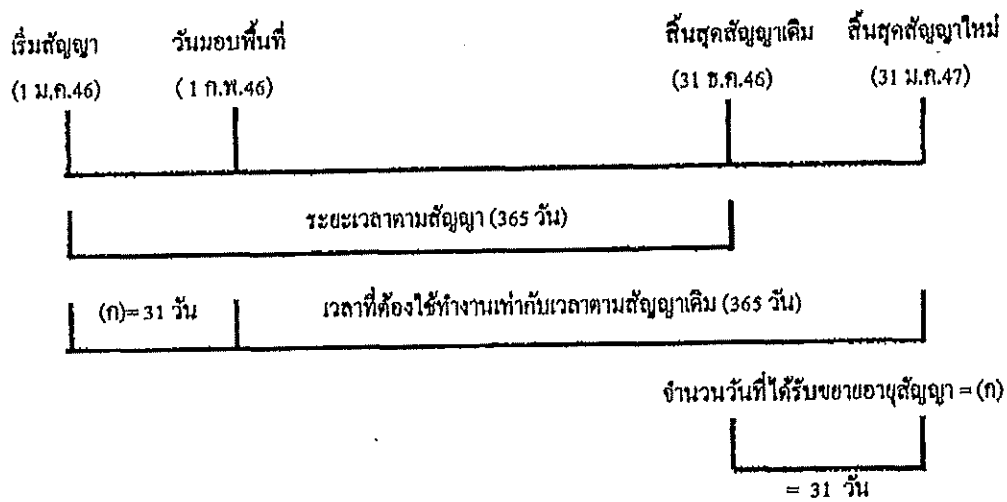 เริ่มสัญญา วันมอบพื้นที่ สิ้นสุดสัญญาเดิม สิ้นสุดสัญญาใหม่
(1 ม.ค.46) (1 ก.พ.46) (31 ธ.ค.46) (31 ม.ค.47)
ระยะเวลาตามสัญญา (365 วัน)
(ก)= 31 วัน เวลาที่ต้องใช้ทำงานเท่ากับเวลาตามสัญญาเดิม (365 วัน)
จำนวนวันที่ได้รับขยายอายุสัญญา = (ก)
= 31 วัน